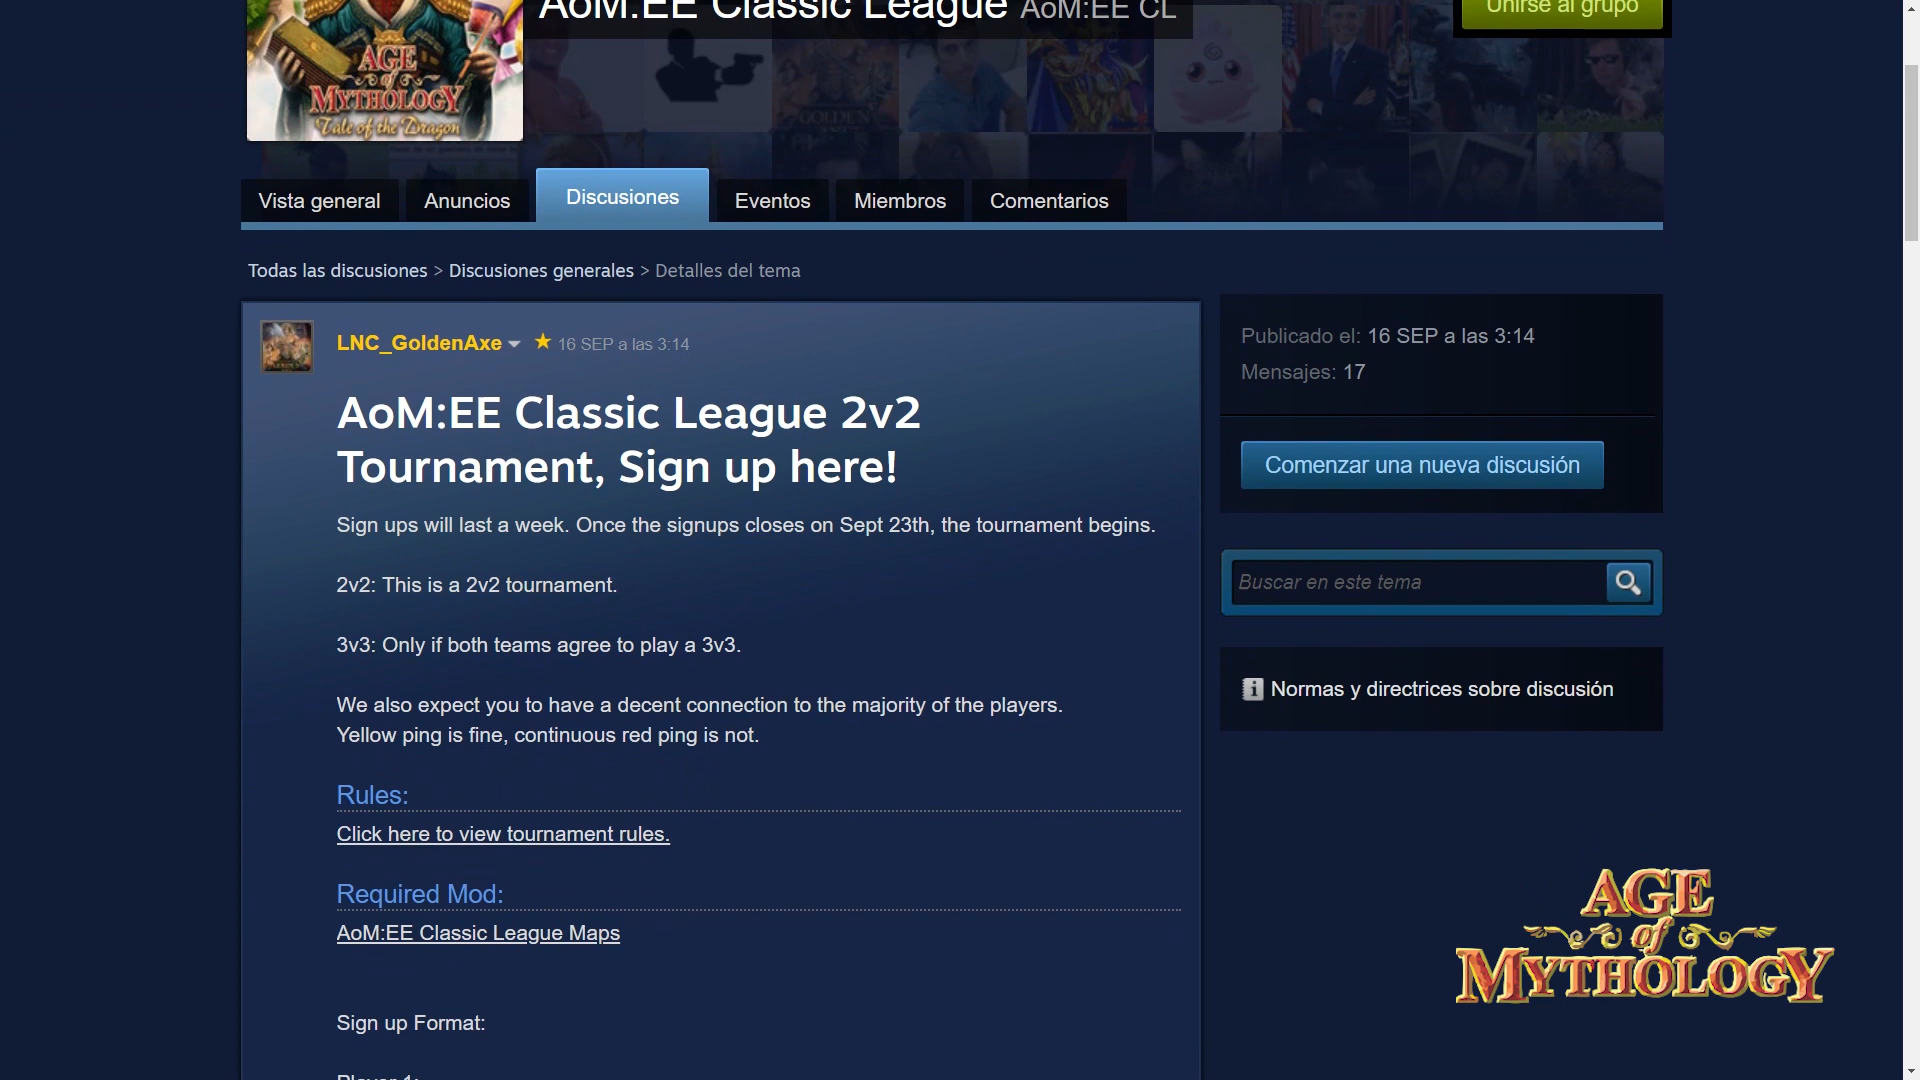 AoM:EE Classic League AoM:EE CL
Unirse al grupo
AGE
of
MYTHOLOGY
Tale of the Dragon
GOLDEN
Vista general
Anuncios
Discusiones
Eventos
Miembros
Comentarios
Todas las discusiones > Discusiones generales > Detalles del tema
LNC_GoldenAxe ★ 16 SEP a las 3:14
AoM:EE Classic League 2v2
Tournament, Sign up here!
Sign ups will last a week. Once the signups closes on Sept 23th, the tournament begins.
2v2: This is a 2v2 tournament.
3v3: Only if both teams agree to play a 3v3.
We also expect you to have a decent connection to the majority of the players.
Yellow ping is fine, continuous red ping is not.
Rules:
Click here to view tournament rules.
Required Mod:
AoM:EE Classic League Maps
Sign up Format:
Player 1:
Publicado el: 16 SEP a las 3:14
Mensajes: 17
Comenzar una nueva discusión
Buscar en este tema
Normas y directrices sobre discusión
AGE
of
MYTHOLOGY